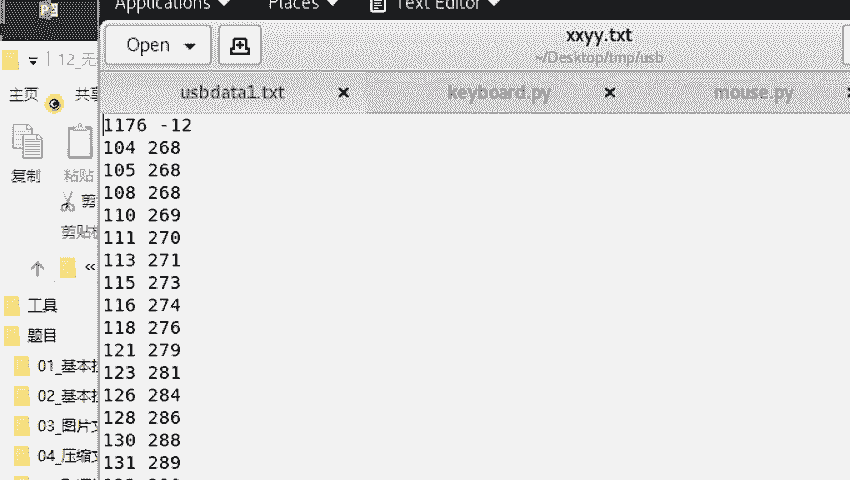 Applications Places Text Editor
Open
xxyy.txt
~/Desktop/tmp/usb
usbdata1.txt
keyboard.py
mouse.py
1176 -12
104 268
105 268
108 268
110 269
111 270
113 271
115 273
116 274
118 276
121 279
123 281
126 284
128 286
130 288
131 289
12_无
主页
共享
复制
粘贴
剪
剪贴板
«
工具
题目
01_基本
02_基本
03_图片文
04_压缩文